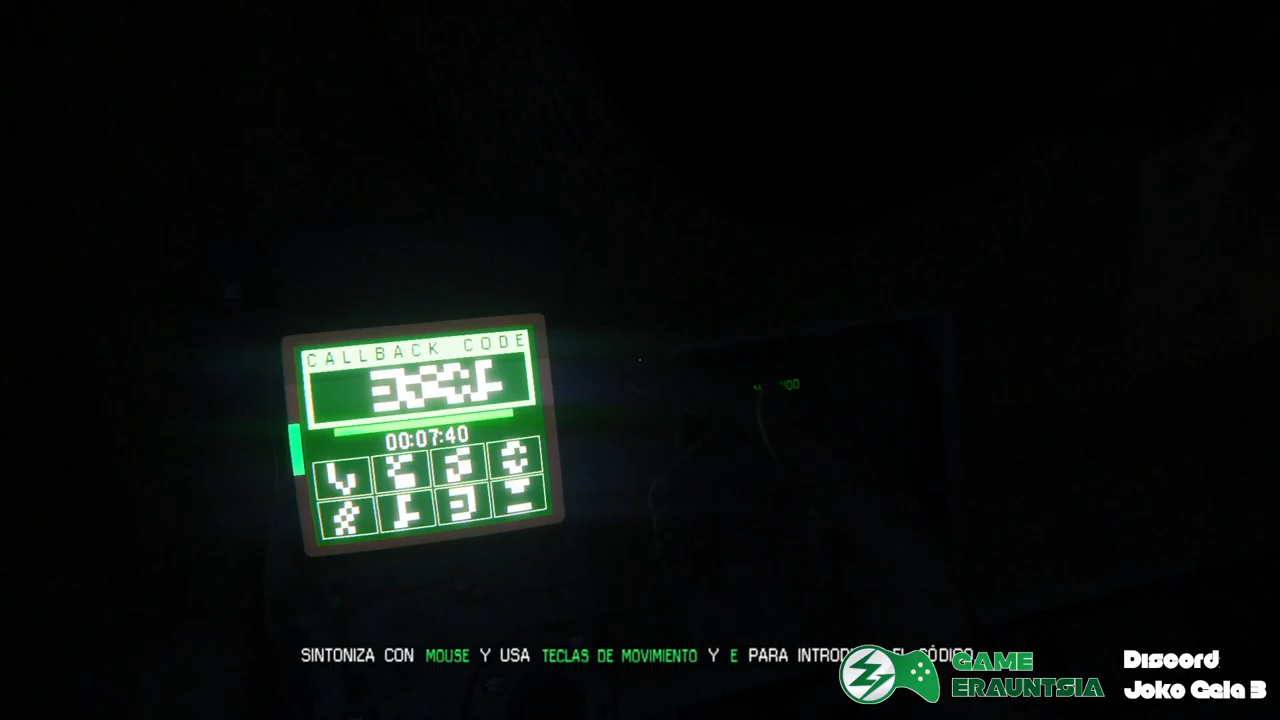 CALLBACK CODE
00:07:40
SINTONIZA CON MOUSE Y USA TECLAS DE MOVIMIENTO Y E PARA
GAME
ERAUNTSIA
Discord
Joko Gela 3